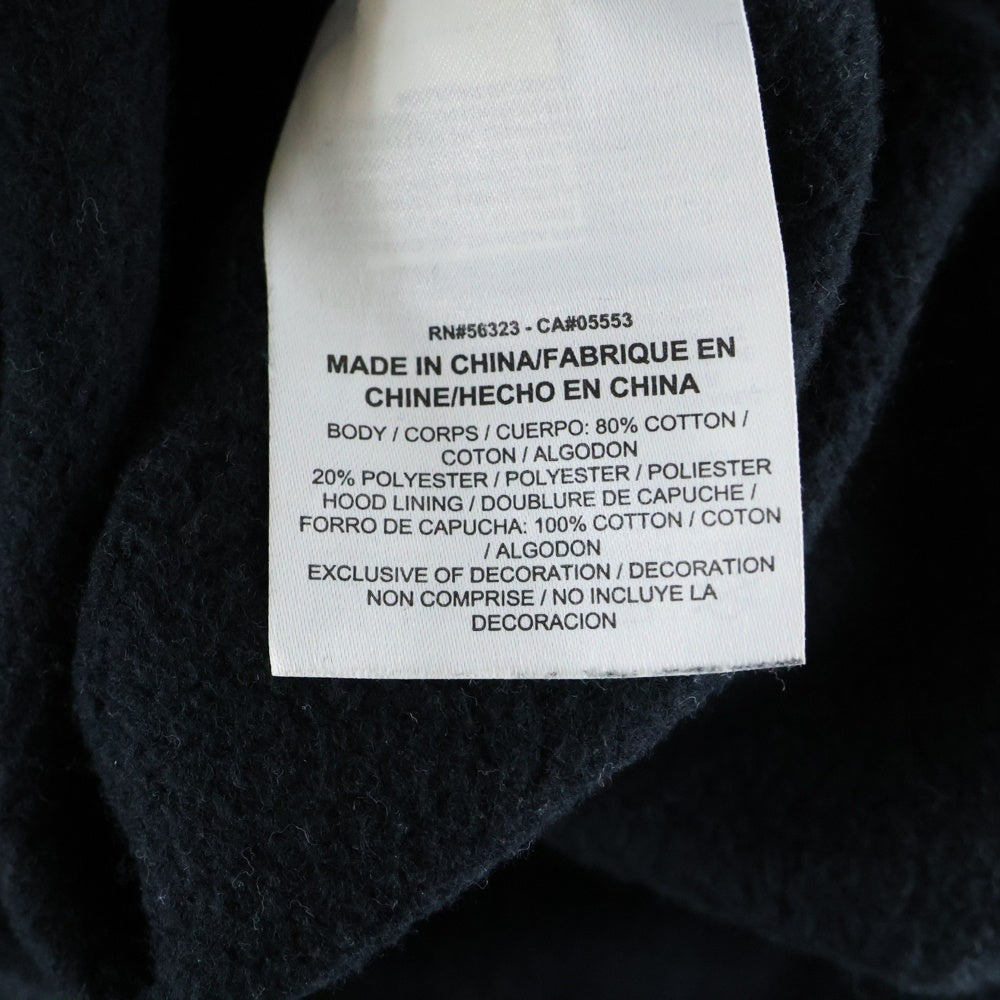 RN#56323 - CA#05553
MADE IN CHINA/FABRIQUE EN
CHINE/HECHO EN CHINA
BODY / CORPS / CUERPO: 80% COTTON /
COTON / ALGODON
20% POLYESTER / POLYESTER / POLIESTER
HOOD LINING / DOUBLURE DE CAPUCHE /
FORRO DE CAPUCHA: 100% COTTON / COTON
/ ALGODON
EXCLUSIVE OF DECORATION / DECORATION
NON COMPRISE / NO INCLUYE LA
DECORACION